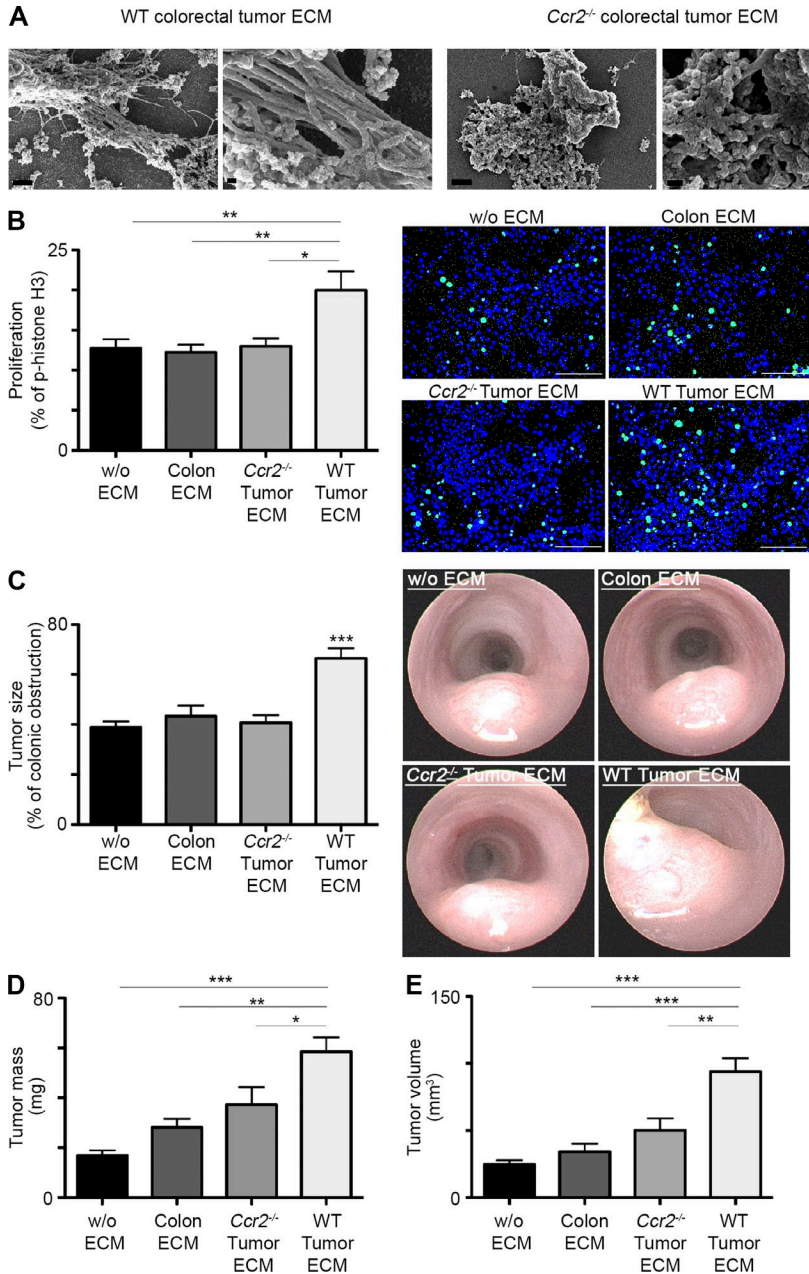 A
WT colorectal tumor ECM
Ccr2-/- colorectal tumor ECM
B
**
**
*
25
0
Proliferation
(% of p-histone H3)
w/o
ECM
Colon
ECM
Ccr2-/-
Tumor
ECM
WT
Tumor
ECM
w/o ECM
Colon ECM
Ccr2-/- Tumor ECM
WT Tumor ECM
C
80
0
Tumor size
(% of colonic obstruction)
***
w/o
ECM
Colon
ECM
Ccr2-/-
Tumor
ECM
WT
Tumor
ECM
w/o ECM
Colon ECM
Ccr2-/- Tumor ECM
WT Tumor ECM
D
***
**
*
80
0
Tumor mass
(mg)
w/o
ECM
Colon
ECM
Ccr2-/-
Tumor
ECM
WT
Tumor
ECM
E
***
***
**
150
0
Tumor volume
(mm³)
w/o
ECM
Colon
ECM
Ccr2-/-
Tumor
ECM
WT
Tumor
ECM